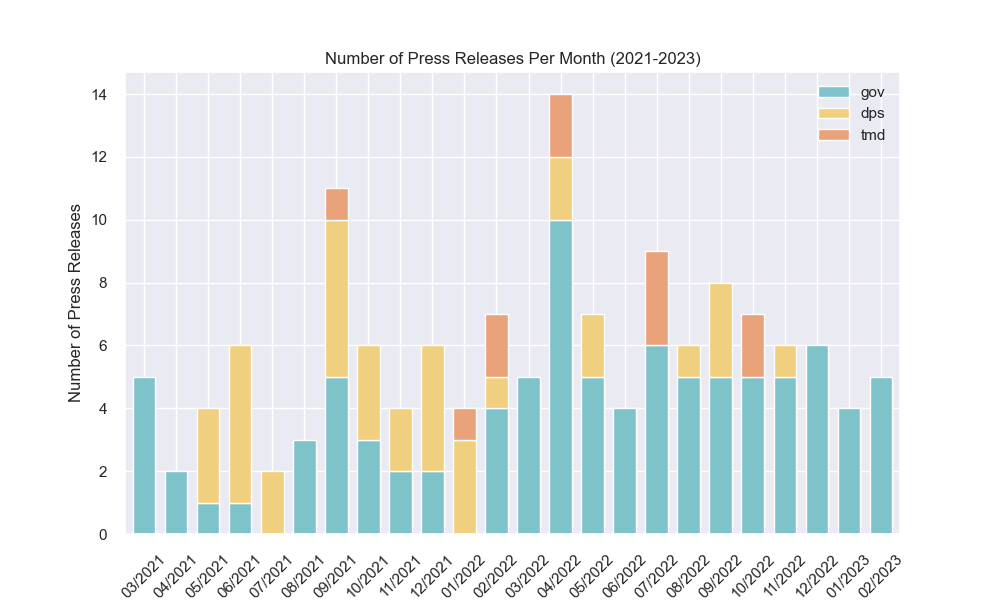 Number of Press Releases Per Month (2021-2023)
gov
dps
tmd
Number of Press Releases
14
12
10
8
6
4
2
0
03/2021 04/2021 05/2021 06/2021 07/2021 08/2021 09/2021 10/2021 11/2021 12/2021 01/2022 02/2022 03/2022 04/2022 05/2022 06/2022 07/2022 08/2022 09/2022 10/2022 11/2022 12/2022 01/2023 02/2023